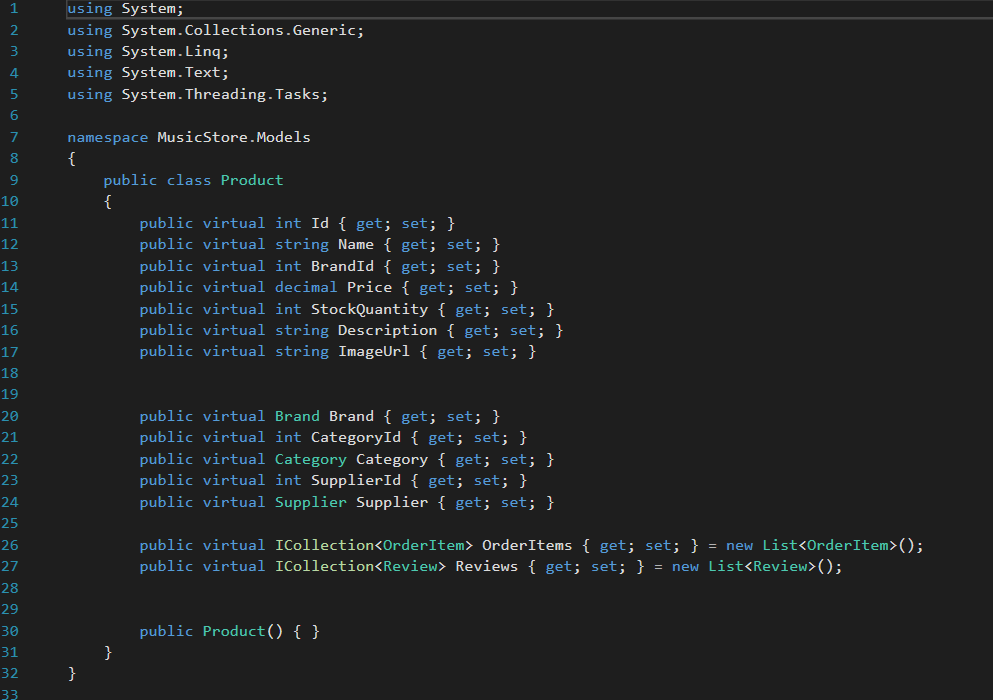 1 using System;
2 using System.Collections.Generic;
3 using System.Linq;
4 using System.Text;
5 using System.Threading.Tasks;
6
7 namespace MusicStore.Models
8 {
9     public class Product
10     {
11         public virtual int Id { get; set; }
12         public virtual string Name { get; set; }
13         public virtual int BrandId { get; set; }
14         public virtual decimal Price { get; set; }
15         public virtual int StockQuantity { get; set; }
16         public virtual string Description { get; set; }
17         public virtual string ImageUrl { get; set; }
18
19
20         public virtual Brand Brand { get; set; }
21         public virtual int CategoryId { get; set; }
22         public virtual Category Category { get; set; }
23         public virtual int SupplierId { get; set; }
24         public virtual Supplier Supplier { get; set; }
25
26         public virtual ICollection<OrderItem> OrderItems { get; set; } = new List<OrderItem>();
27         public virtual ICollection<Review> Reviews { get; set; } = new List<Review>();
28
29
30         public Product() { }
31     }
32 }
33